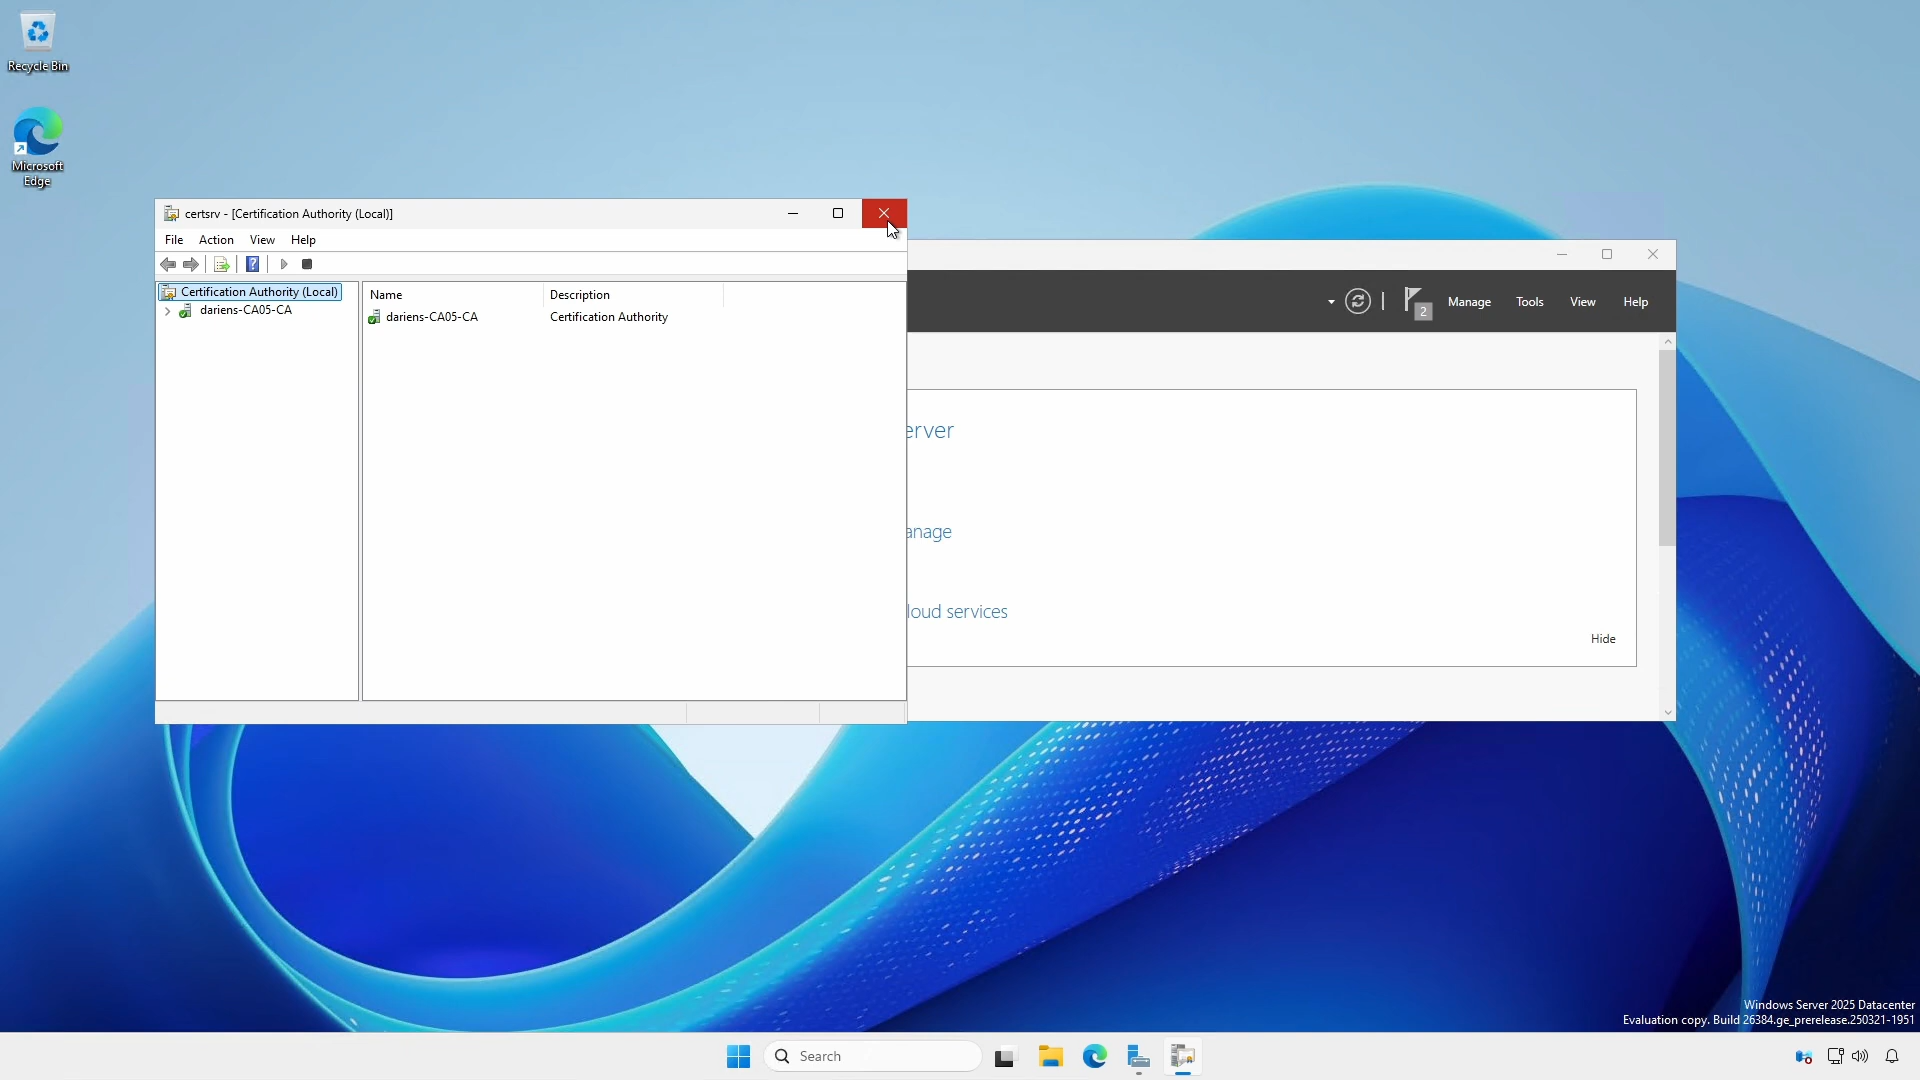 Recycle Bin
Microsoft
Edge
certsrv - [Certification Authority (Local)]
File Action View Help
Certification Authority (Local)
dariens-CA05-CA
Name Description
dariens-CA05-CA Certification Authority
2
Manage Tools View Help
erver
anage
loud services
Hide
Windows Server 2025 Datacenter
Evaluation copy. Build 26384.ge_prerelease.250321-1951
Search